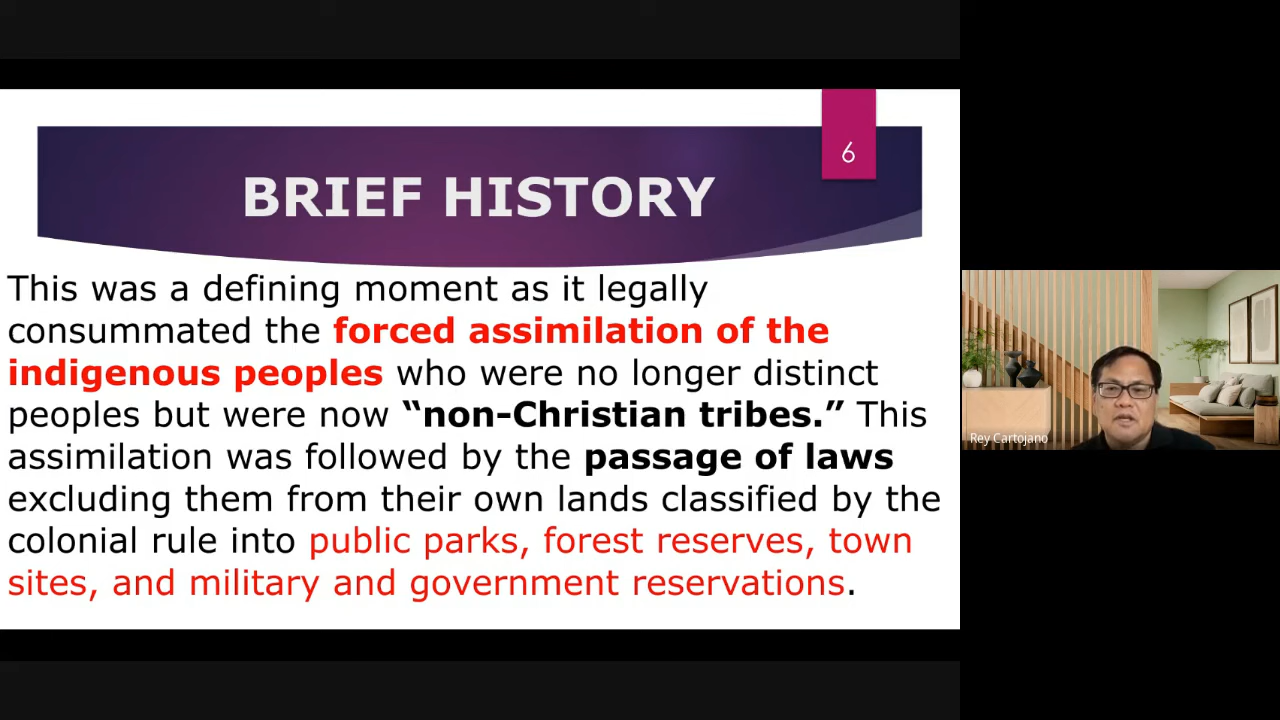 6
BRIEF HISTORY
This was a defining moment as it legally
consummated the forced assimilation of the
indigenous peoples who were no longer distinct
peoples but were now “non-Christian tribes.” This
assimilation was followed by the passage of laws
excluding them from their own lands classified by the
colonial rule into public parks, forest reserves, town
sites, and military and government reservations.
Rey Cartojano